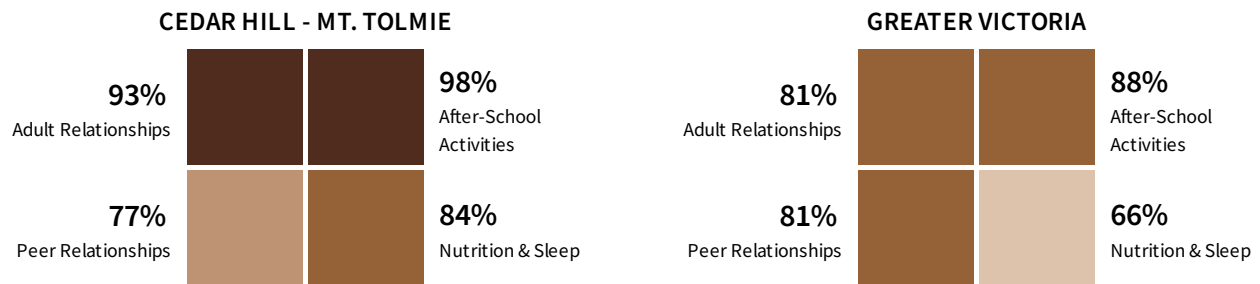 CEDAR HILL - MT. TOLMIE
93%
Adult Relationships
98%
After-School
Activities
77%
Peer Relationships
84%
Nutrition & Sleep
GREATER VICTORIA
81%
Adult Relationships
88%
After-School
Activities
81%
Peer Relationships
66%
Nutrition & Sleep